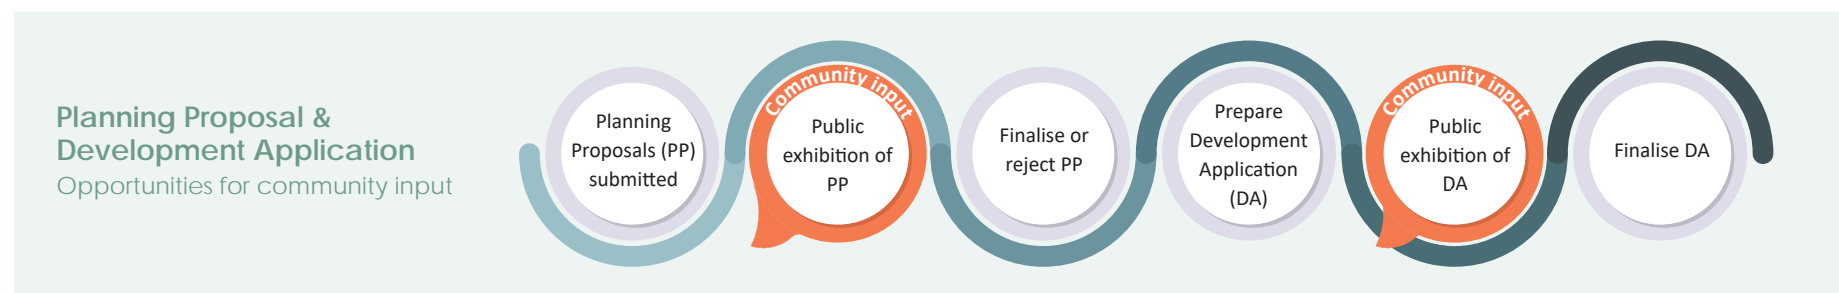 Planning Proposal &
Development Application
Opportunities for community input
Planning
Proposals (PP)
submitted
Community input
Public
exhibition of
PP
Finalise or
reject PP
Prepare
Development
Application
(DA)
Community input
Public
exhibition of
DA
Finalise DA